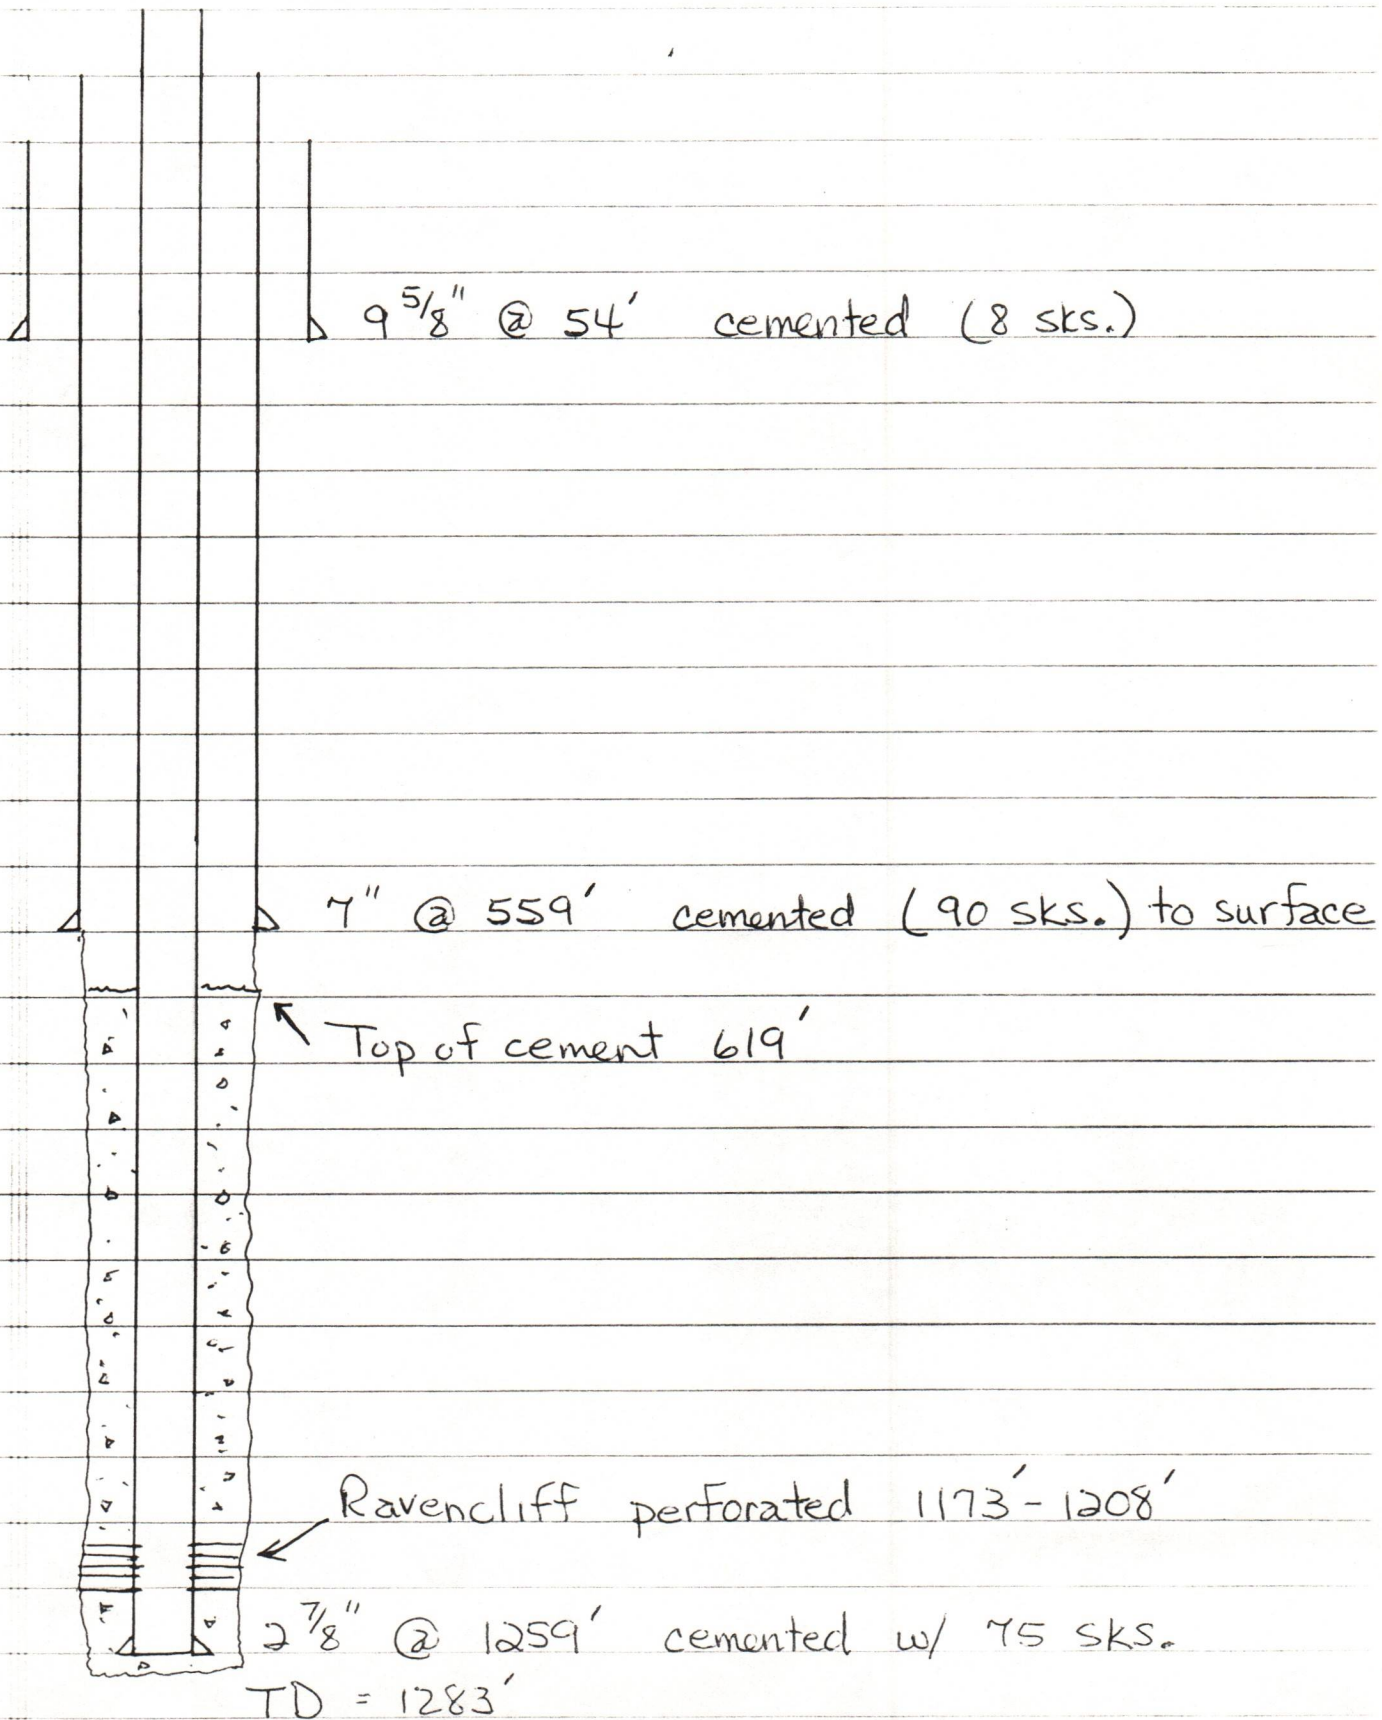 9 5/8" @ 54' cemented (8 sks.)
7" @ 559' cemented (90 sks.) to surface
Top of cement 619'
Ravencliff perforated 1173'-1208'
2 7/8" @ 1259' cemented w/ 75 sks.
TD = 1283'